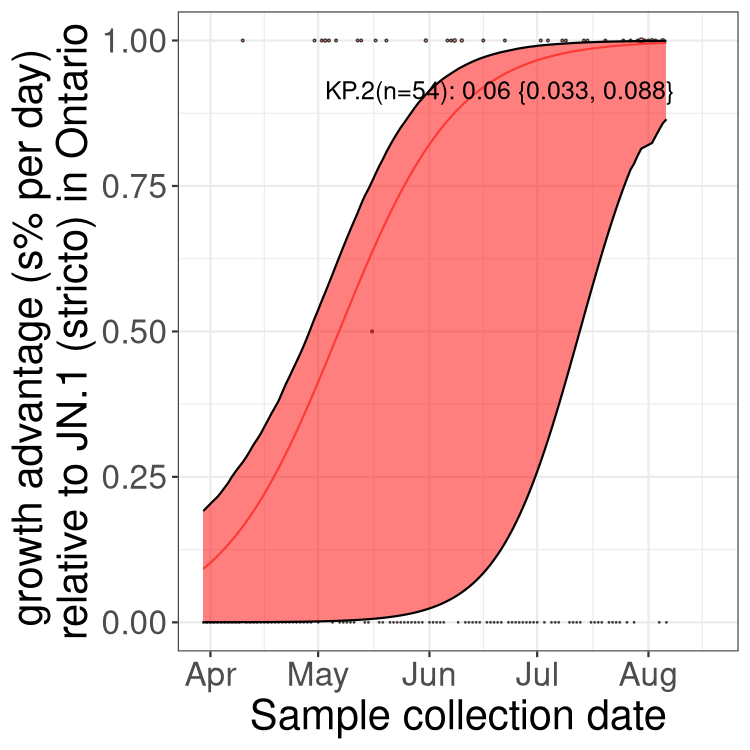 growth advantage (s% per day)
relative to JN.1 (stricto) in Ontario
1.00
0.75
0.50
0.25
0.00
KP.2(n=54): 0.06 {0.033, 0.088}
Apr May Jun Jul Aug
Sample collection date